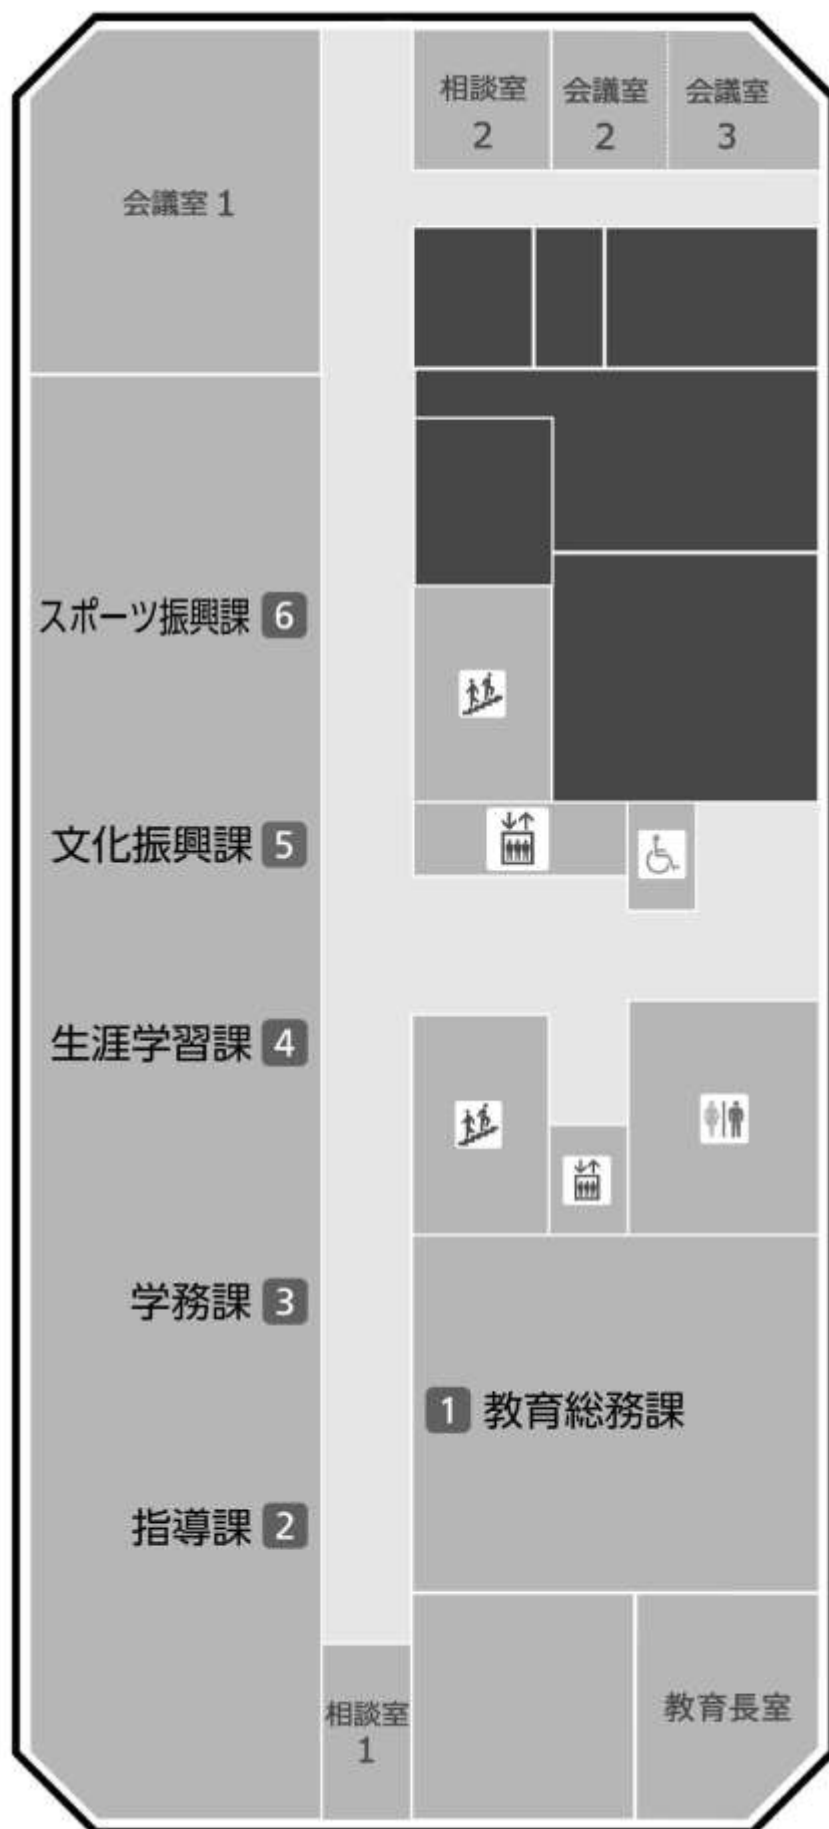 相談室
2
会議室
2
会議室
3
会議室 1
スポーツ振興課 6
文化振興課 5
生涯学習課 4
学務課 3
1 教育総務課
指導課 2
相談室
1
教育長室